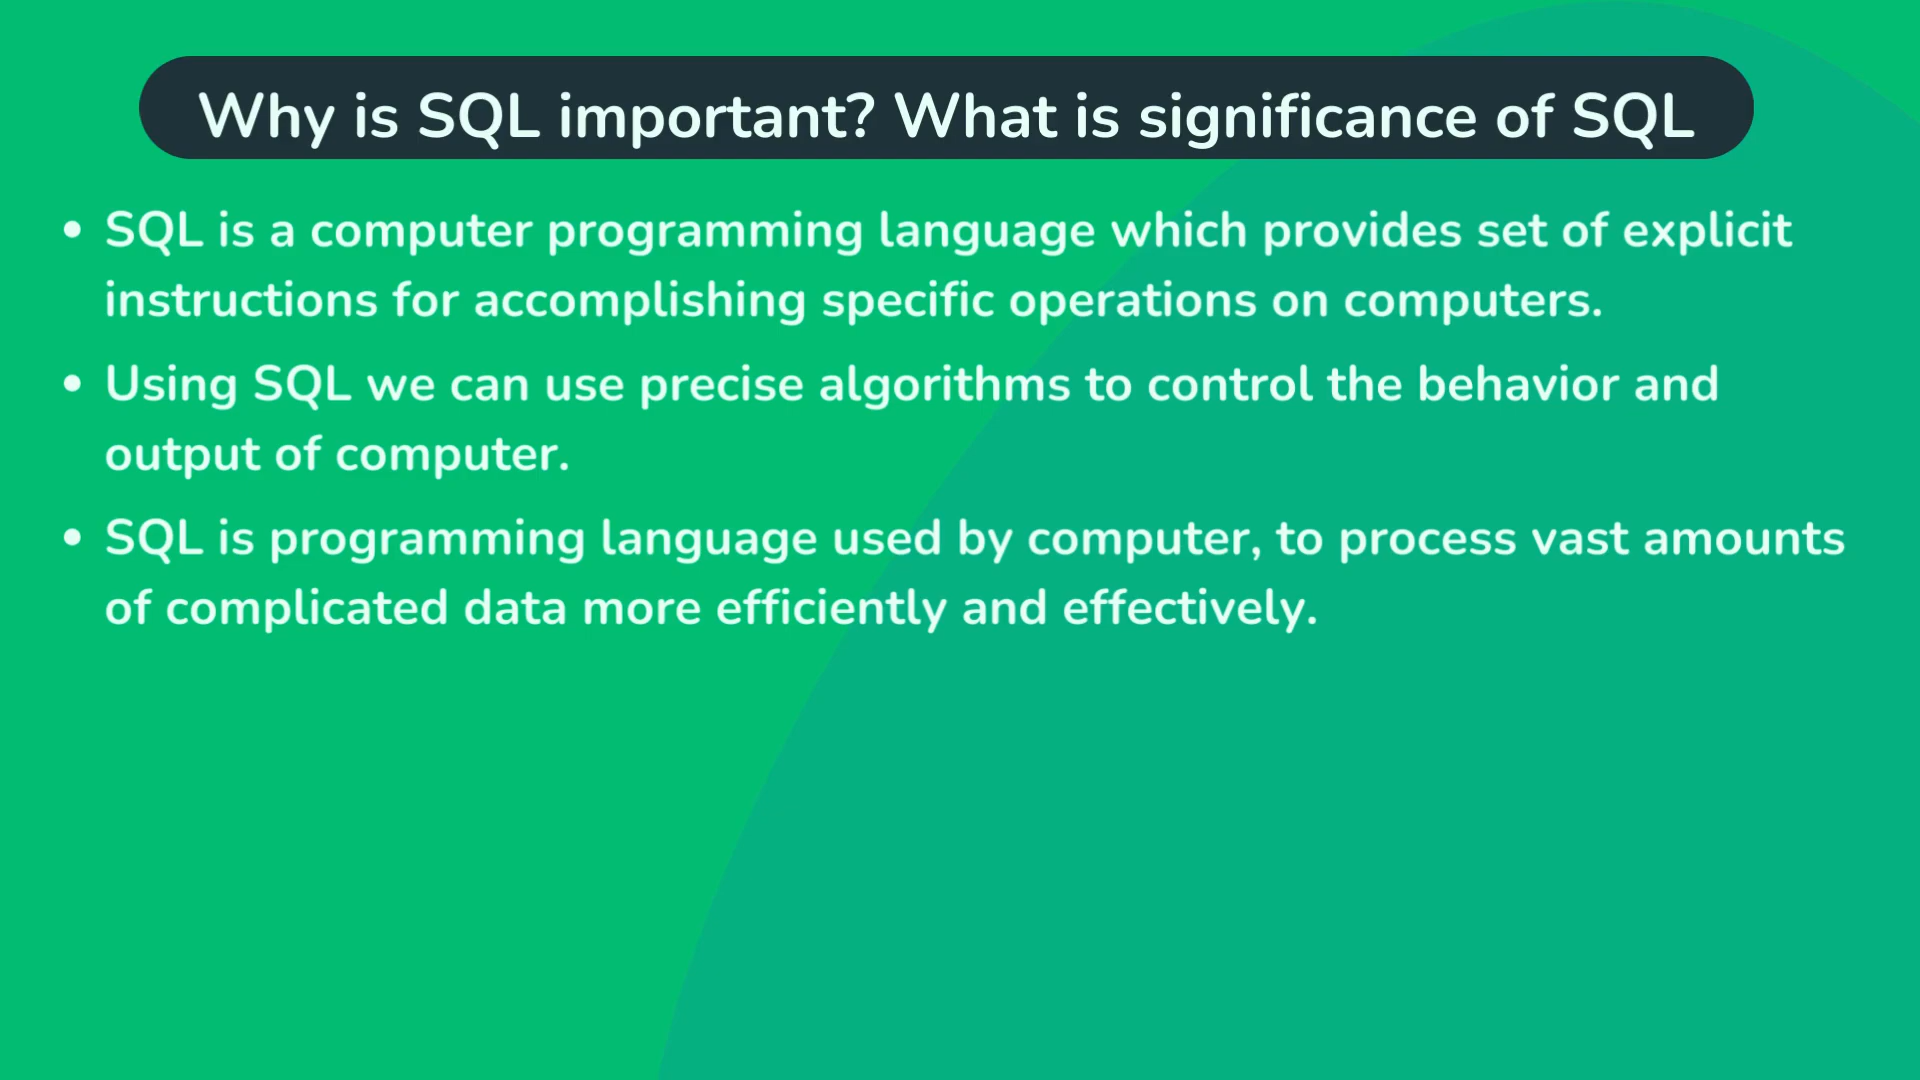 Why is SQL important? What is significance of SQL
• SQL is a computer programming language which provides set of explicit
instructions for accomplishing specific operations on computers.
• Using SQL we can use precise algorithms to control the behavior and
output of computer.
• SQL is programming language used by computer, to process vast amounts
of complicated data more efficiently and effectively.